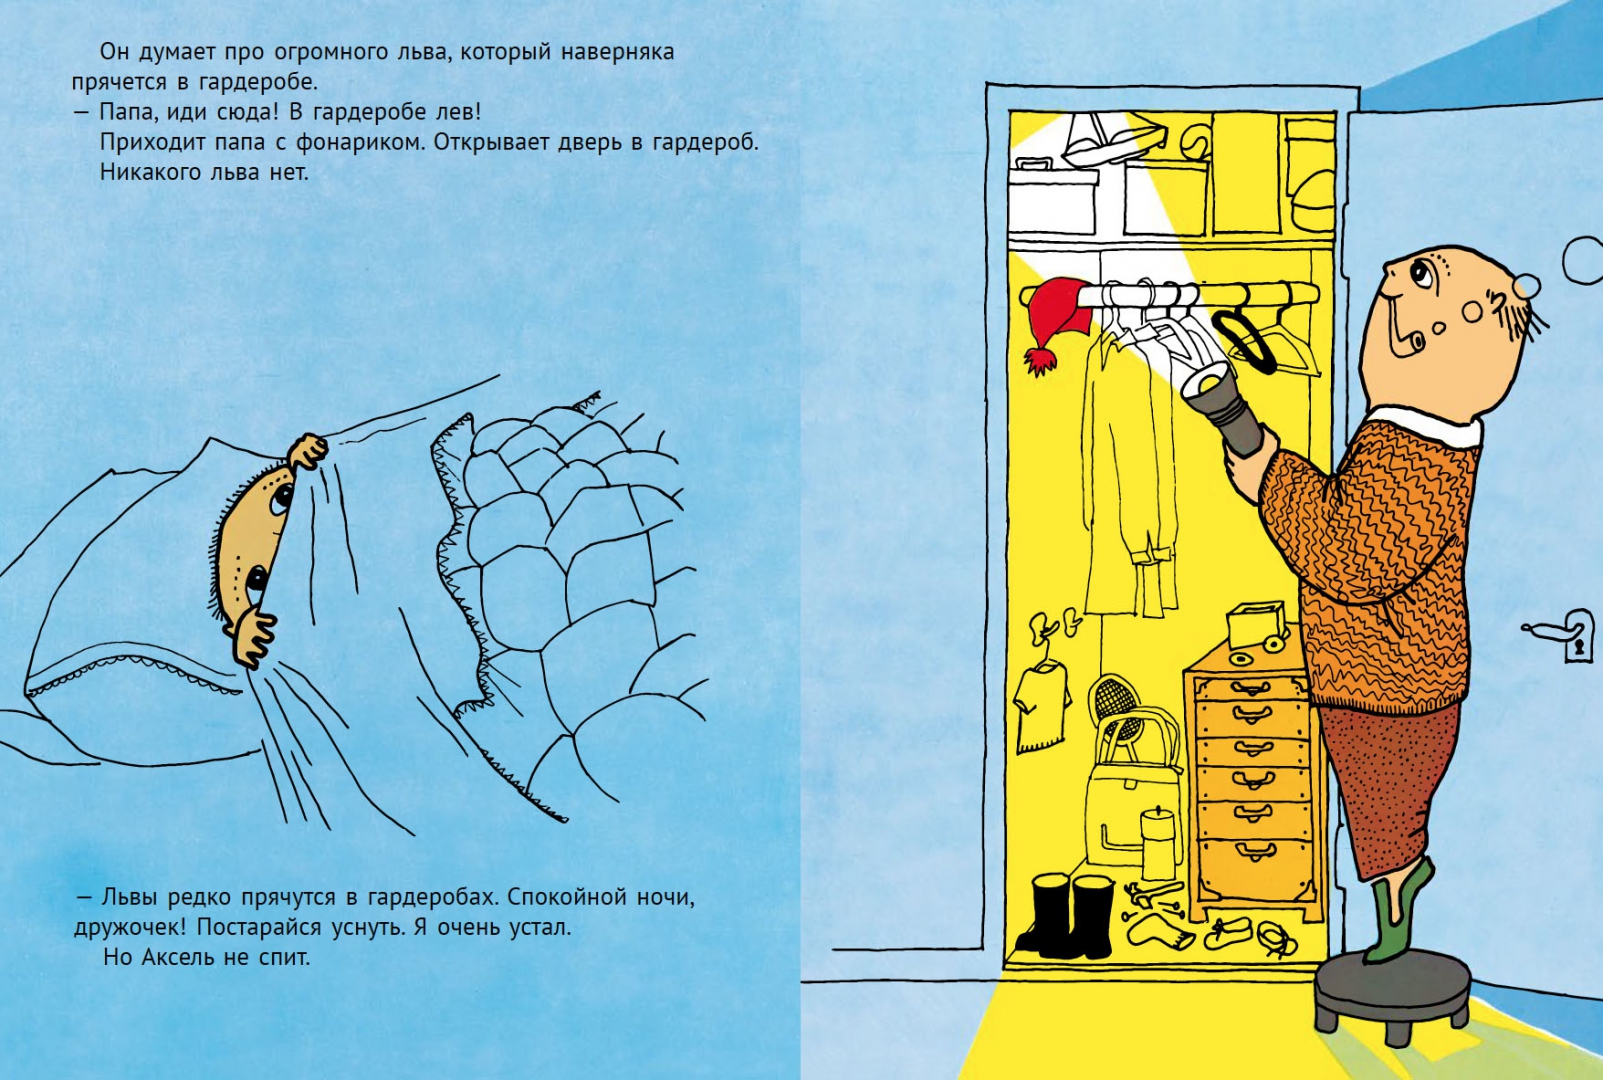 Он думает про огромного льва, который наверняка
прячется в гардеробе.
— Папа, иди сюда! В гардеробе лев!
Приходит папа с фонариком. Открывает дверь в гардероб.
Никакого льва нет.
— Львы редко прячутся в гардеробах. Спокойной ночи,
дружочек! Постарайся уснуть. Я очень устал.
Но Аксель не спит.